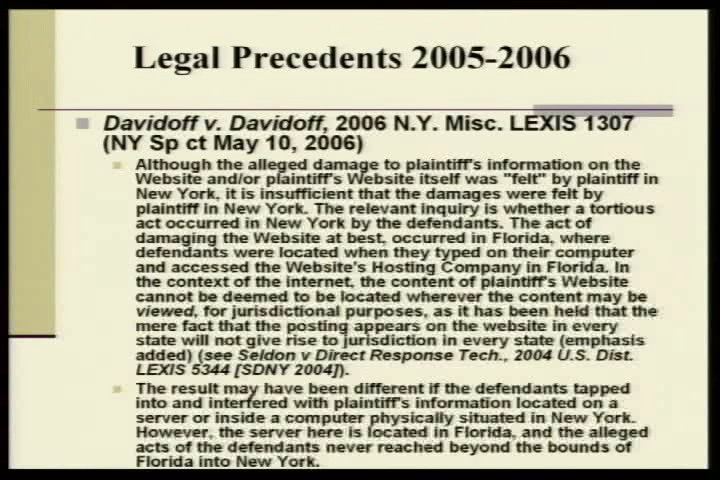 Legal Precedents 2005-2006
Davidoff v. Davidoff, 2006 N.Y. Misc. LEXIS 1307
(NY Sp ct May 10, 2006)
Although the alleged damage to plaintiff's information on the
Website and/or plaintiff's Website itself was "felt" by plaintiff in
New York, it is insufficient that the damages were felt by
plaintiff in New York. The relevant inquiry is whether a tortious
act occurred in New York by the defendants. The act of
damaging the Website at best, occurred in Florida, where
defendants were located when they typed on their computer
and accessed the Website's Hosting Company in Florida. In
the context of the internet, the content of plaintiff's Website
cannot be deemed to be located wherever the content may be
viewed, for jurisdictional purposes, as it has been held that the
mere fact that the posting appears on the website in every
state will not give rise to jurisdiction in every state (emphasis
added) (see Seldon v Direct Response Tech., 2004 U.S. Dist.
LEXIS 5344 [SDNY 2004]).
The result may have been different if the defendants tapped
into and interfered with plaintiff's information located on a
server or inside a computer physically situated in New York.
However, the server here is located in Florida, and the alleged
acts of the defendants never reached beyond the bounds of
Florida into New York.